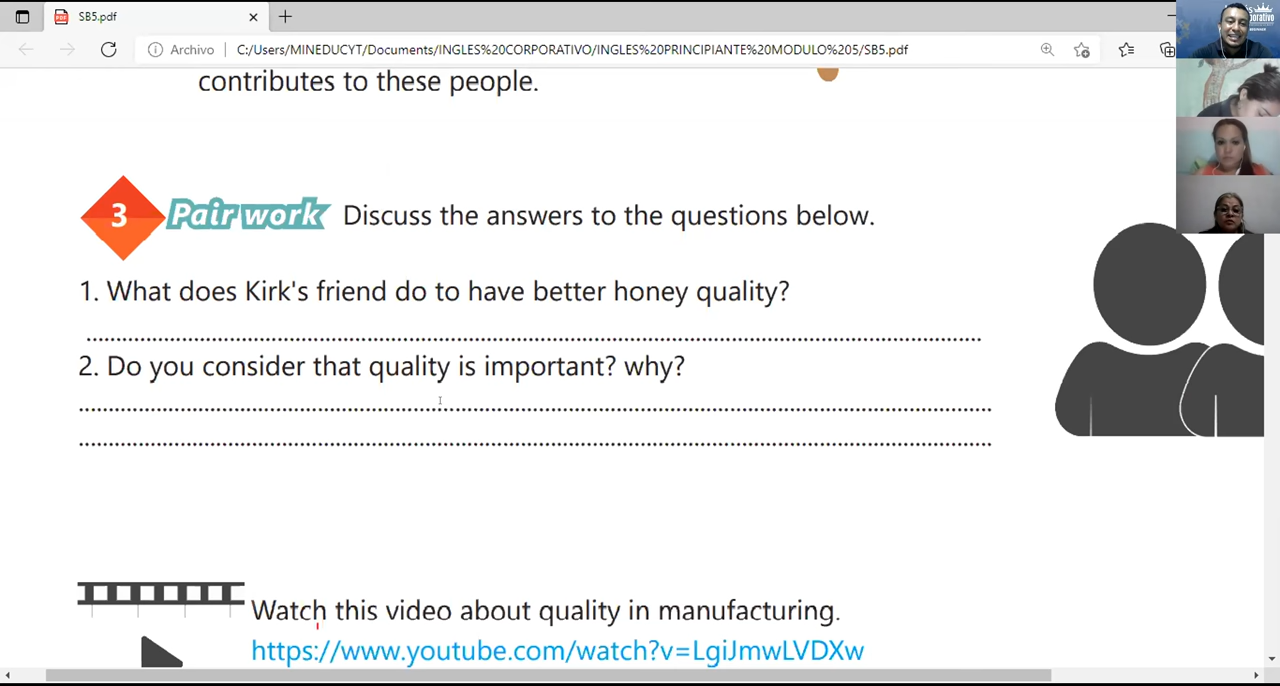 SB5.pdf
Archivo
C:/Users/MINEDUCYT/Documents/INGLES%20CORPORATIVO/INGLES%20PRINCIPIANTE%20MODULO%205/SB5.pdf
contributes to these people.
3 Pair work Discuss the answers to the questions below.
1. What does Kirk's friend do to have better honey quality?
2. Do you consider that quality is important? why?
Watch this video about quality in manufacturing.
https://www.youtube.com/watch?v=LgiJmwLVDXw